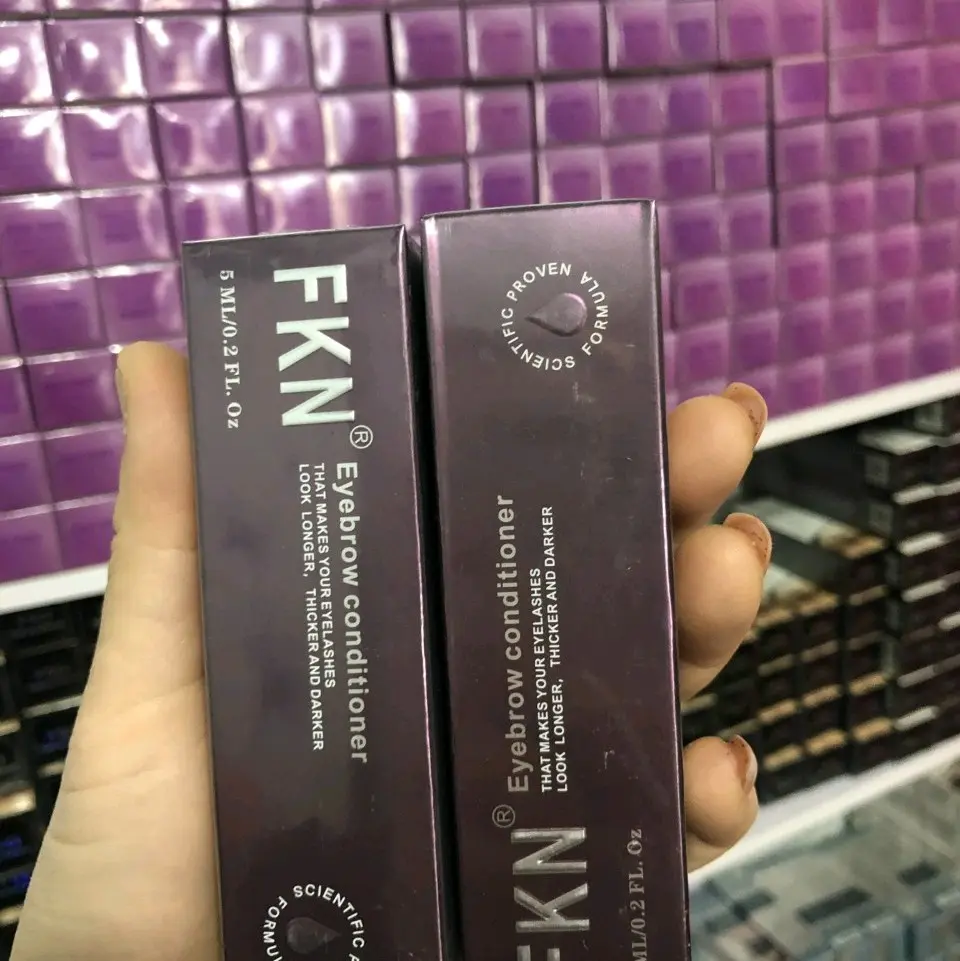 FKN®
Eyebrow conditioner
THAT MAKES YOUR EYELASHES
LOOK LONGER, THICKER AND DARKER
5 ML/0.2 FL. Oz
SCIENTIFIC
SCIENTIFIC PROVEN FORMULA
FKN®
Eyebrow conditioner
THAT MAKES YOUR EYELASHES
LOOK LONGER, THICKER AND DARKER
ML/0.2 FL. Oz